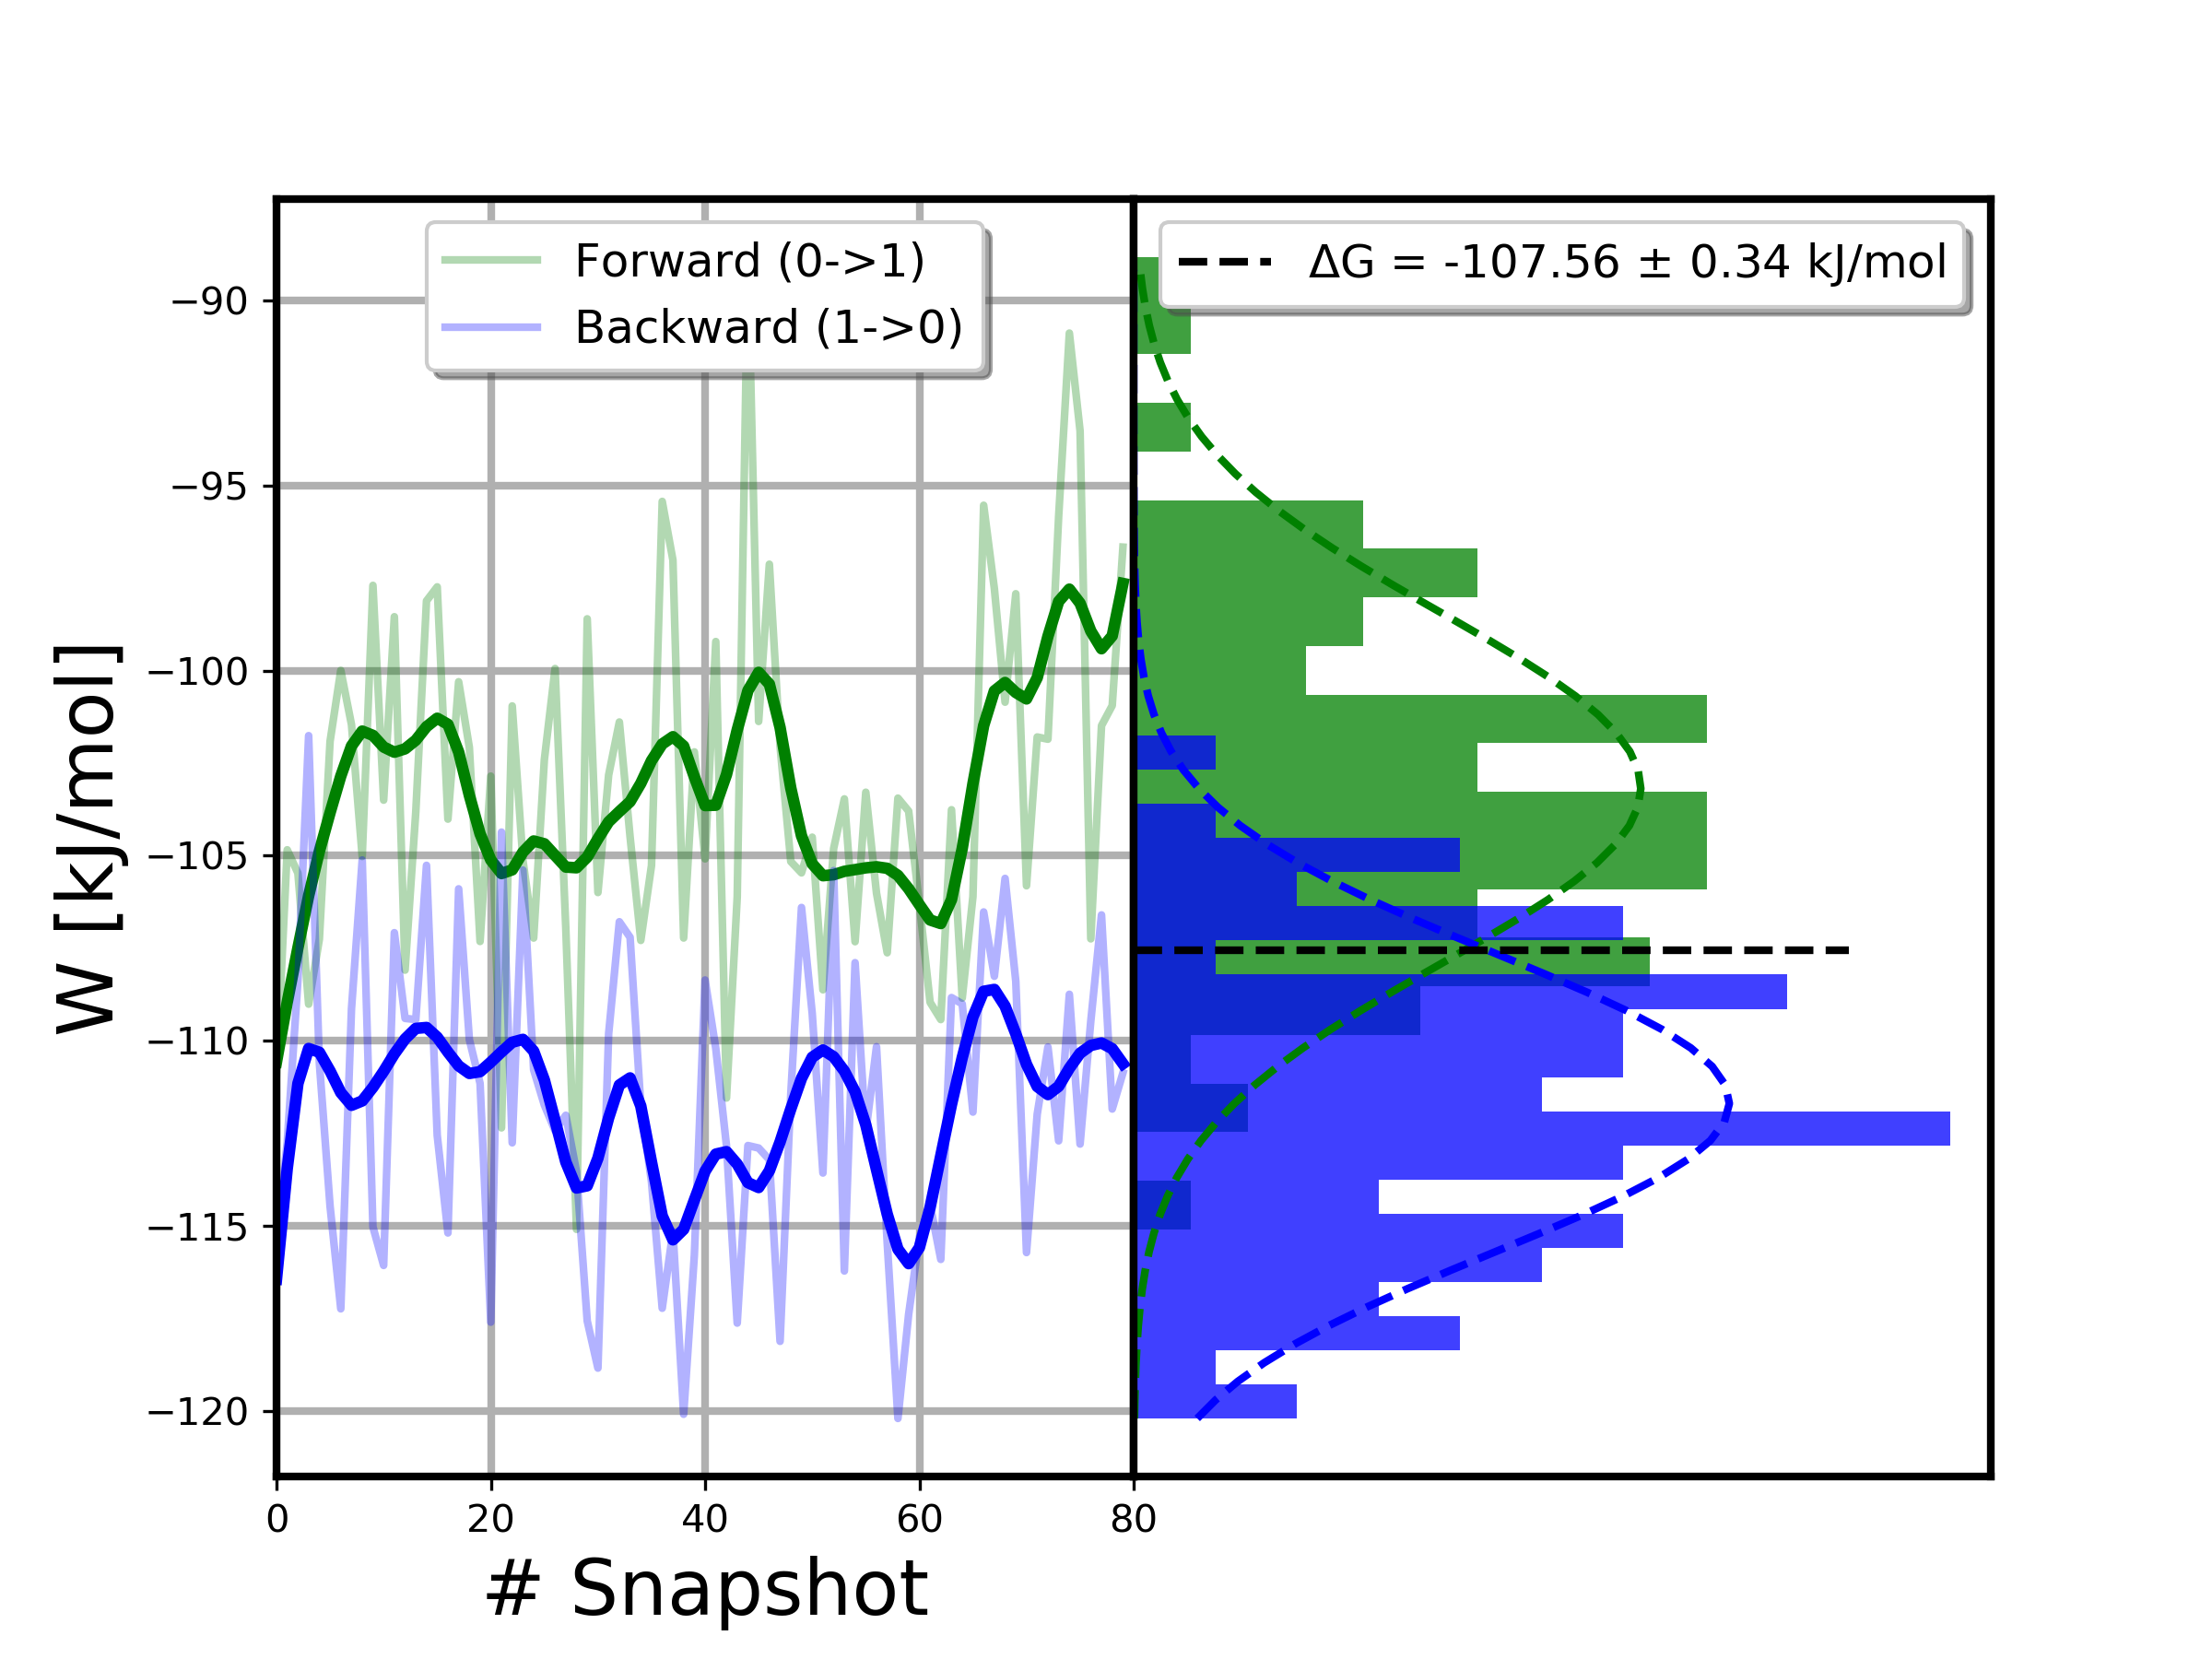 Forward (0->1)
Backward (1->0)
ΔG = -107.56 ± 0.34 kJ/mol
W [kJ/mol]
−90
−95
−100
−105
−110
−115
−120
0 20 40 60 80
# Snapshot